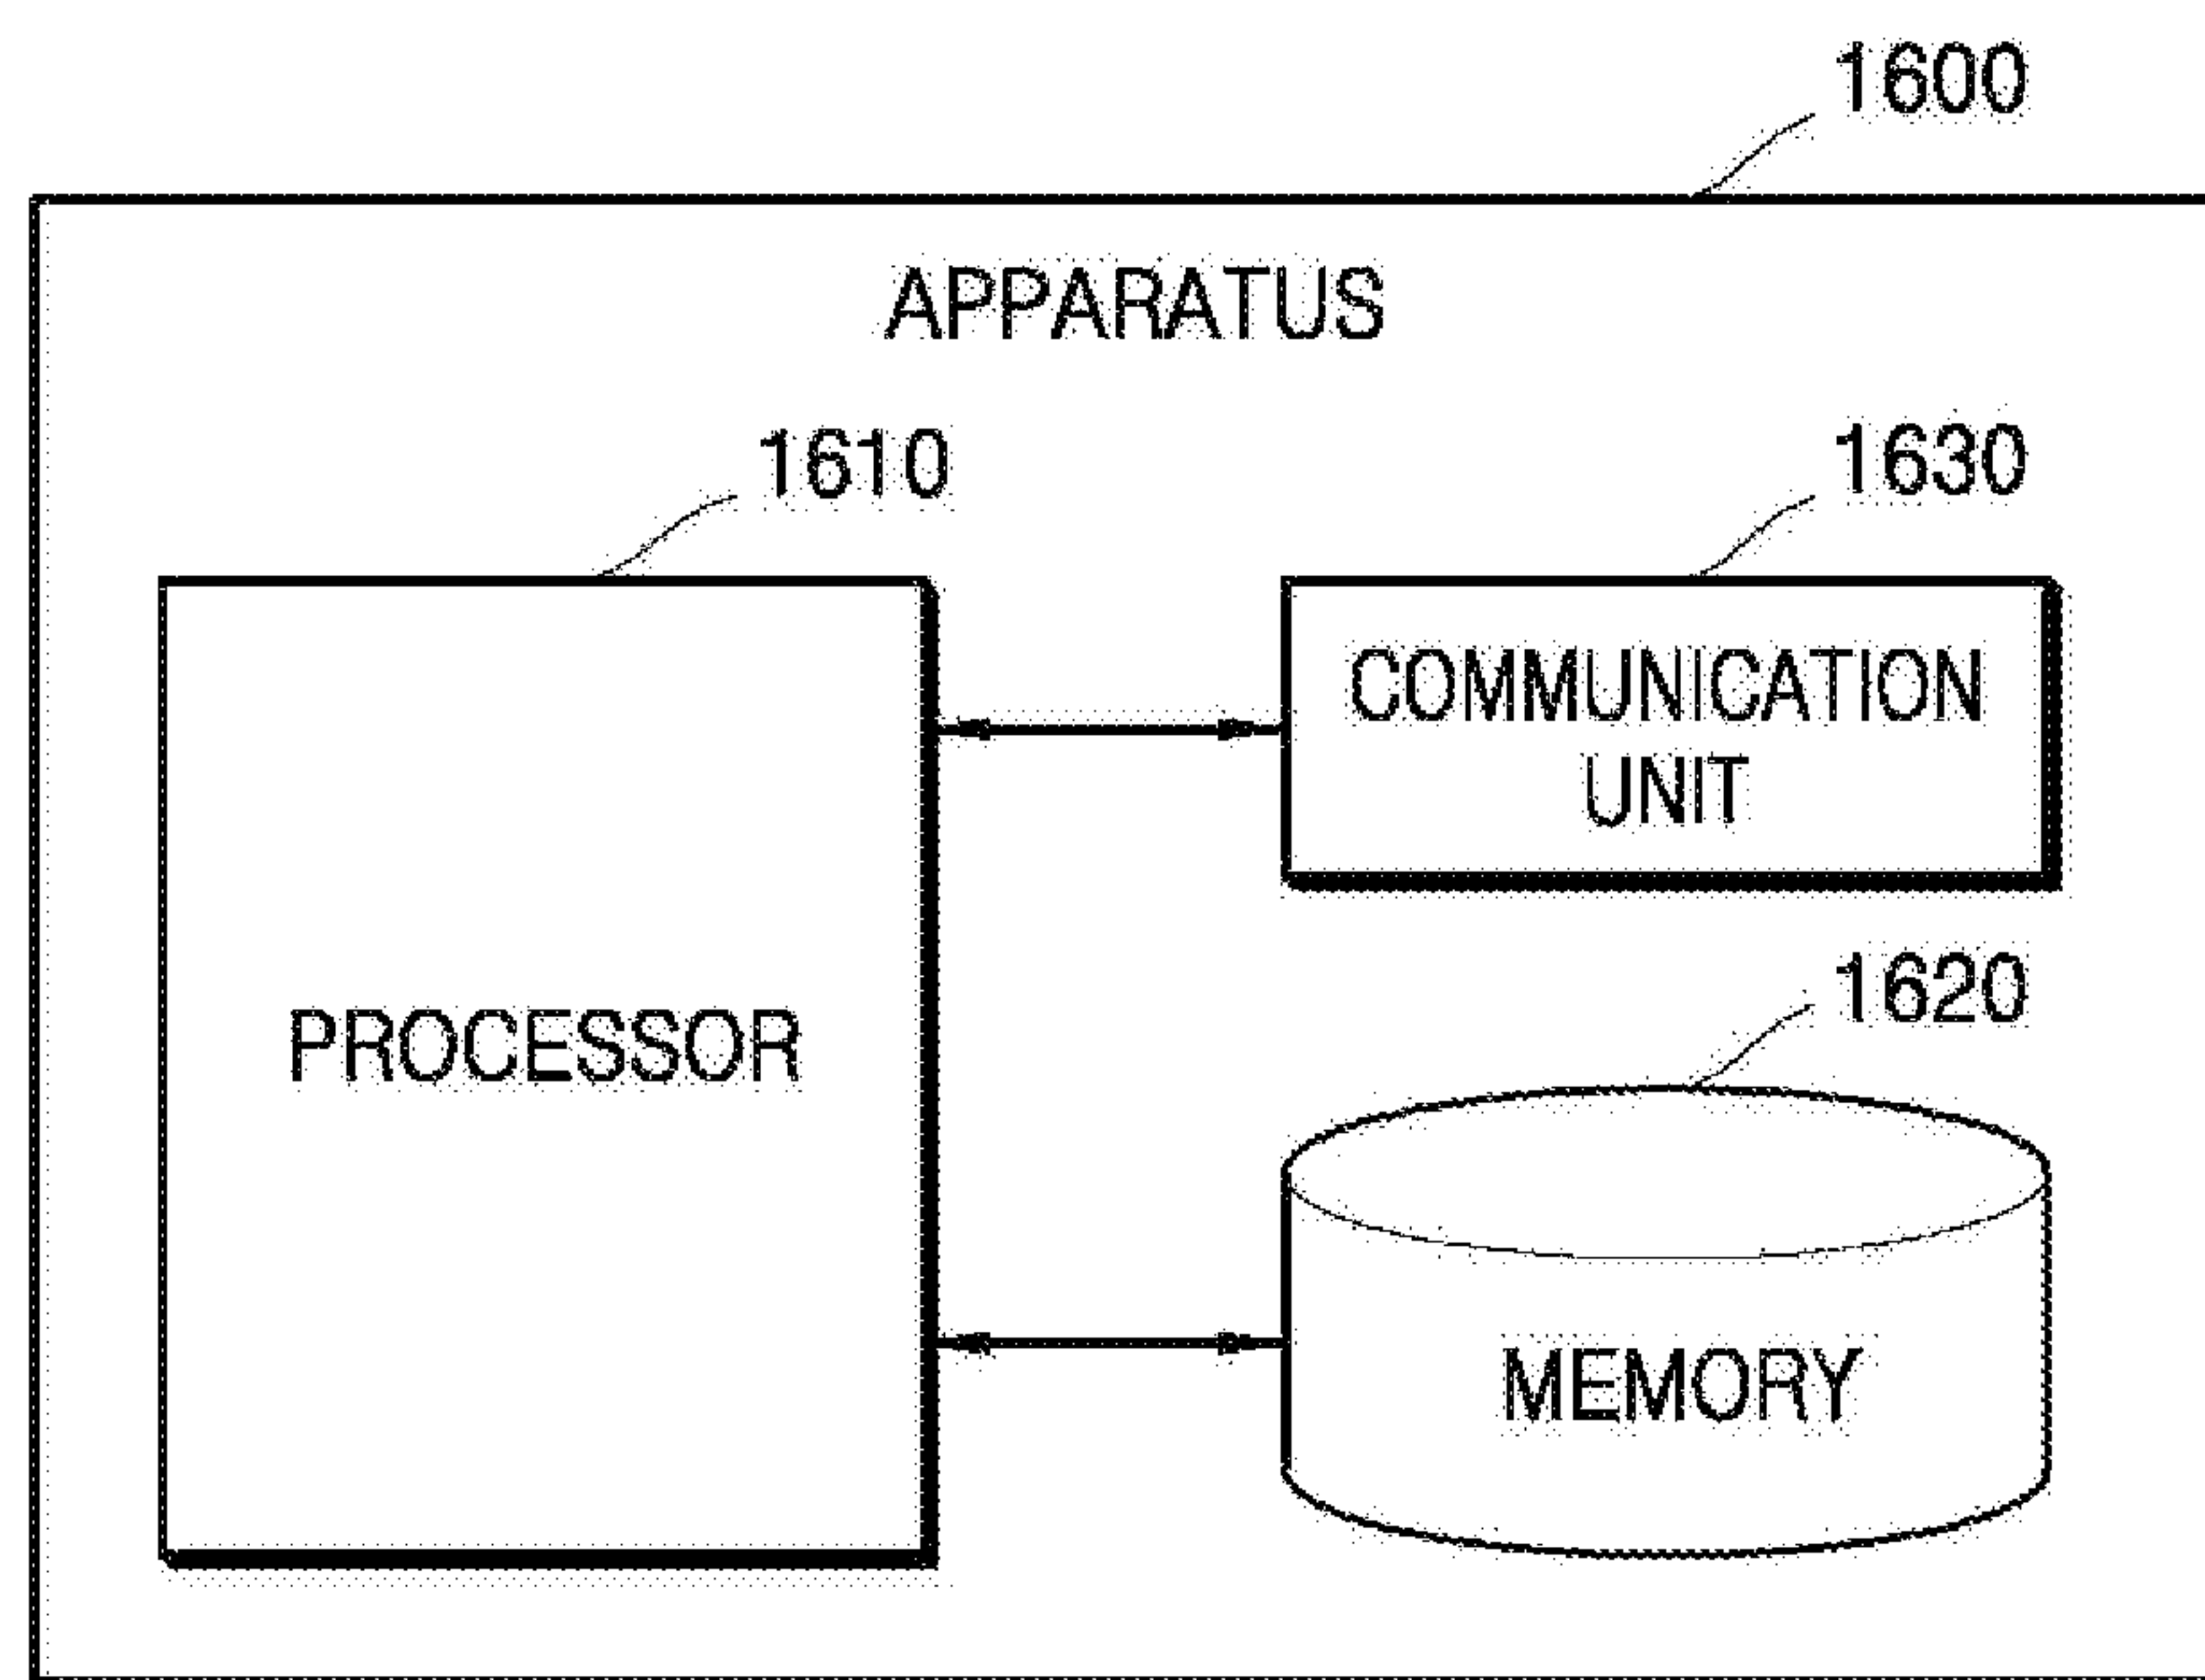 1600
APPARATUS
1610
1630
COMMUNICATION
UNIT
1620
PROCESSOR
MEMORY